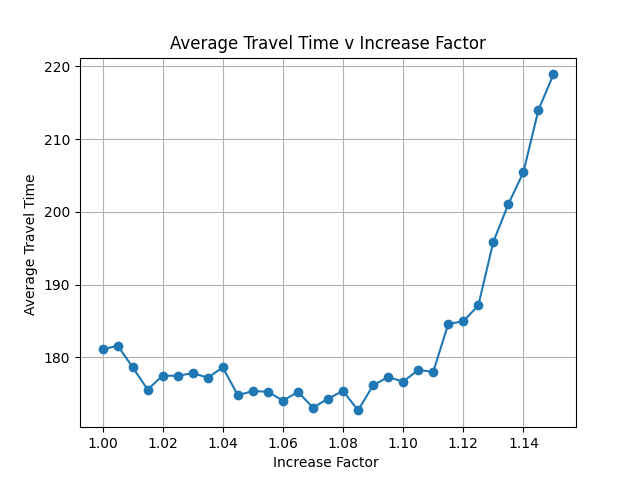 Average Travel Time v Increase Factor
220
210
200
190
180
Average Travel Time
1.00 1.02 1.04 1.06 1.08 1.10 1.12 1.14
Increase Factor